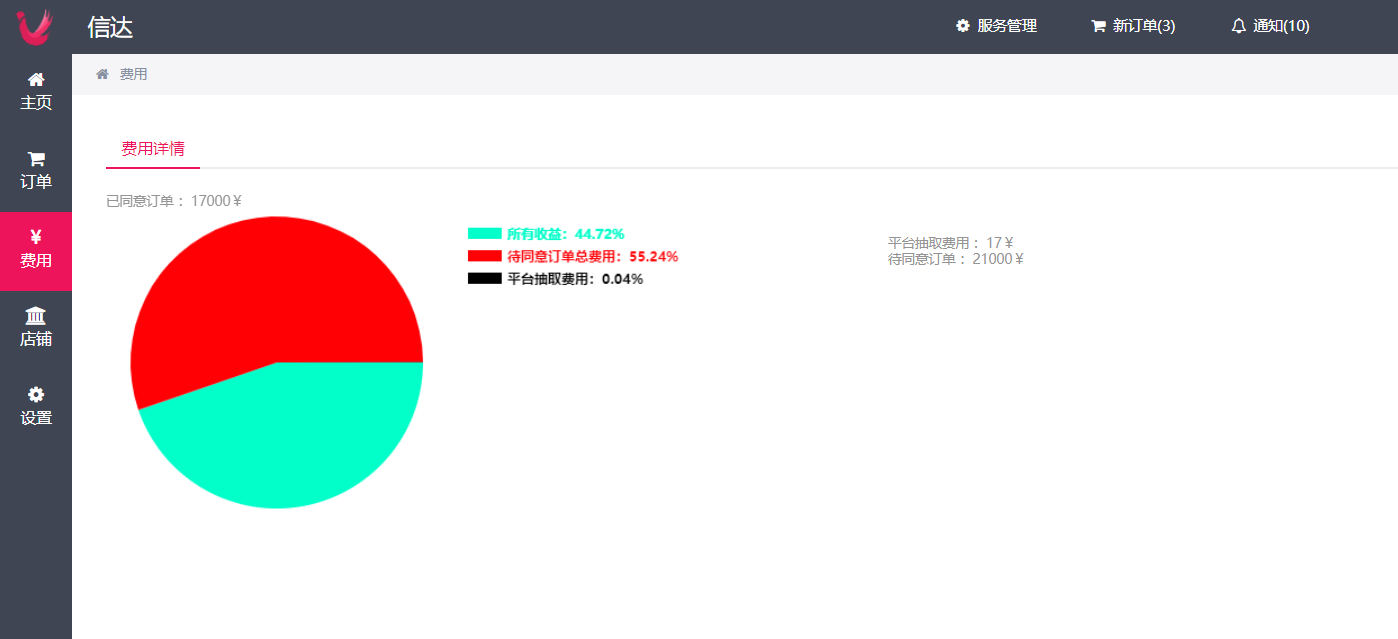 信达
服务管理
新订单(3)
通知(10)
主页
订单
¥
费用
店铺
设置
费用
费用详情
已同意订单： 17000¥
所有收益：44.72%
待同意订单总费用：55.24%
平台抽取费用：0.04%
平台抽取费用： 17¥
待同意订单： 21000¥